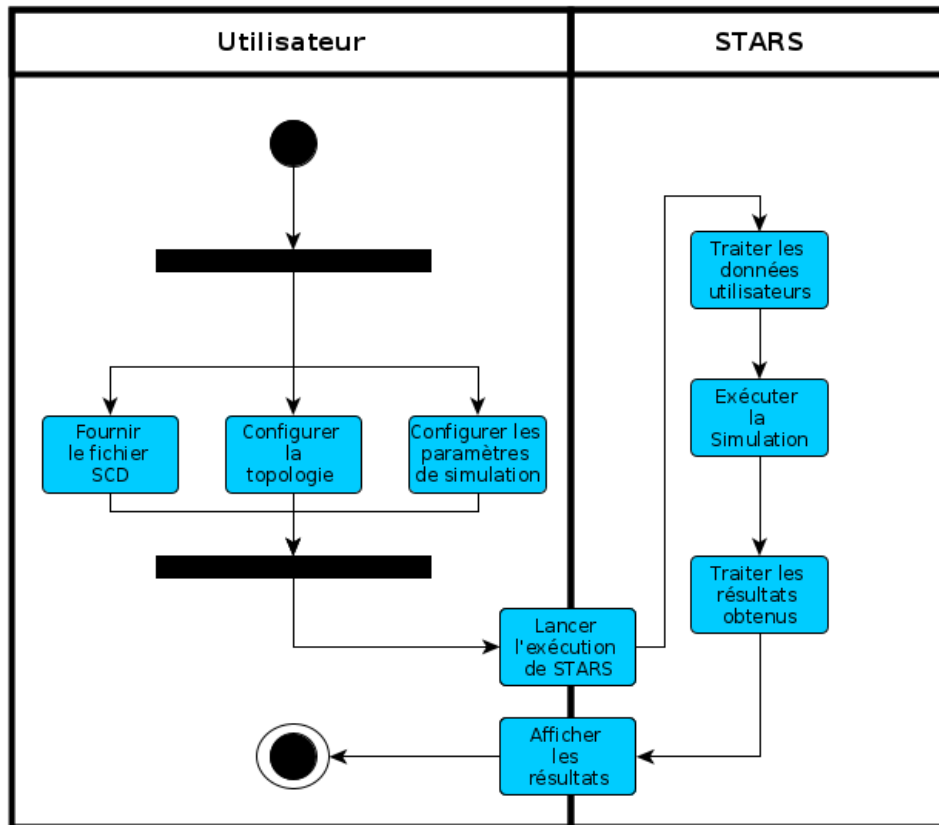 Utilisateur
STARS
Fournir
le fichier
SCD
Configurer
la
topologie
Configurer les
paramètres
de simulation
Lancer
l'exécution
de STARS
Traiter les
données
utilisateurs
Exécuter
la
Simulation
Traiter les
résultats
obtenus
Afficher
les
résultats